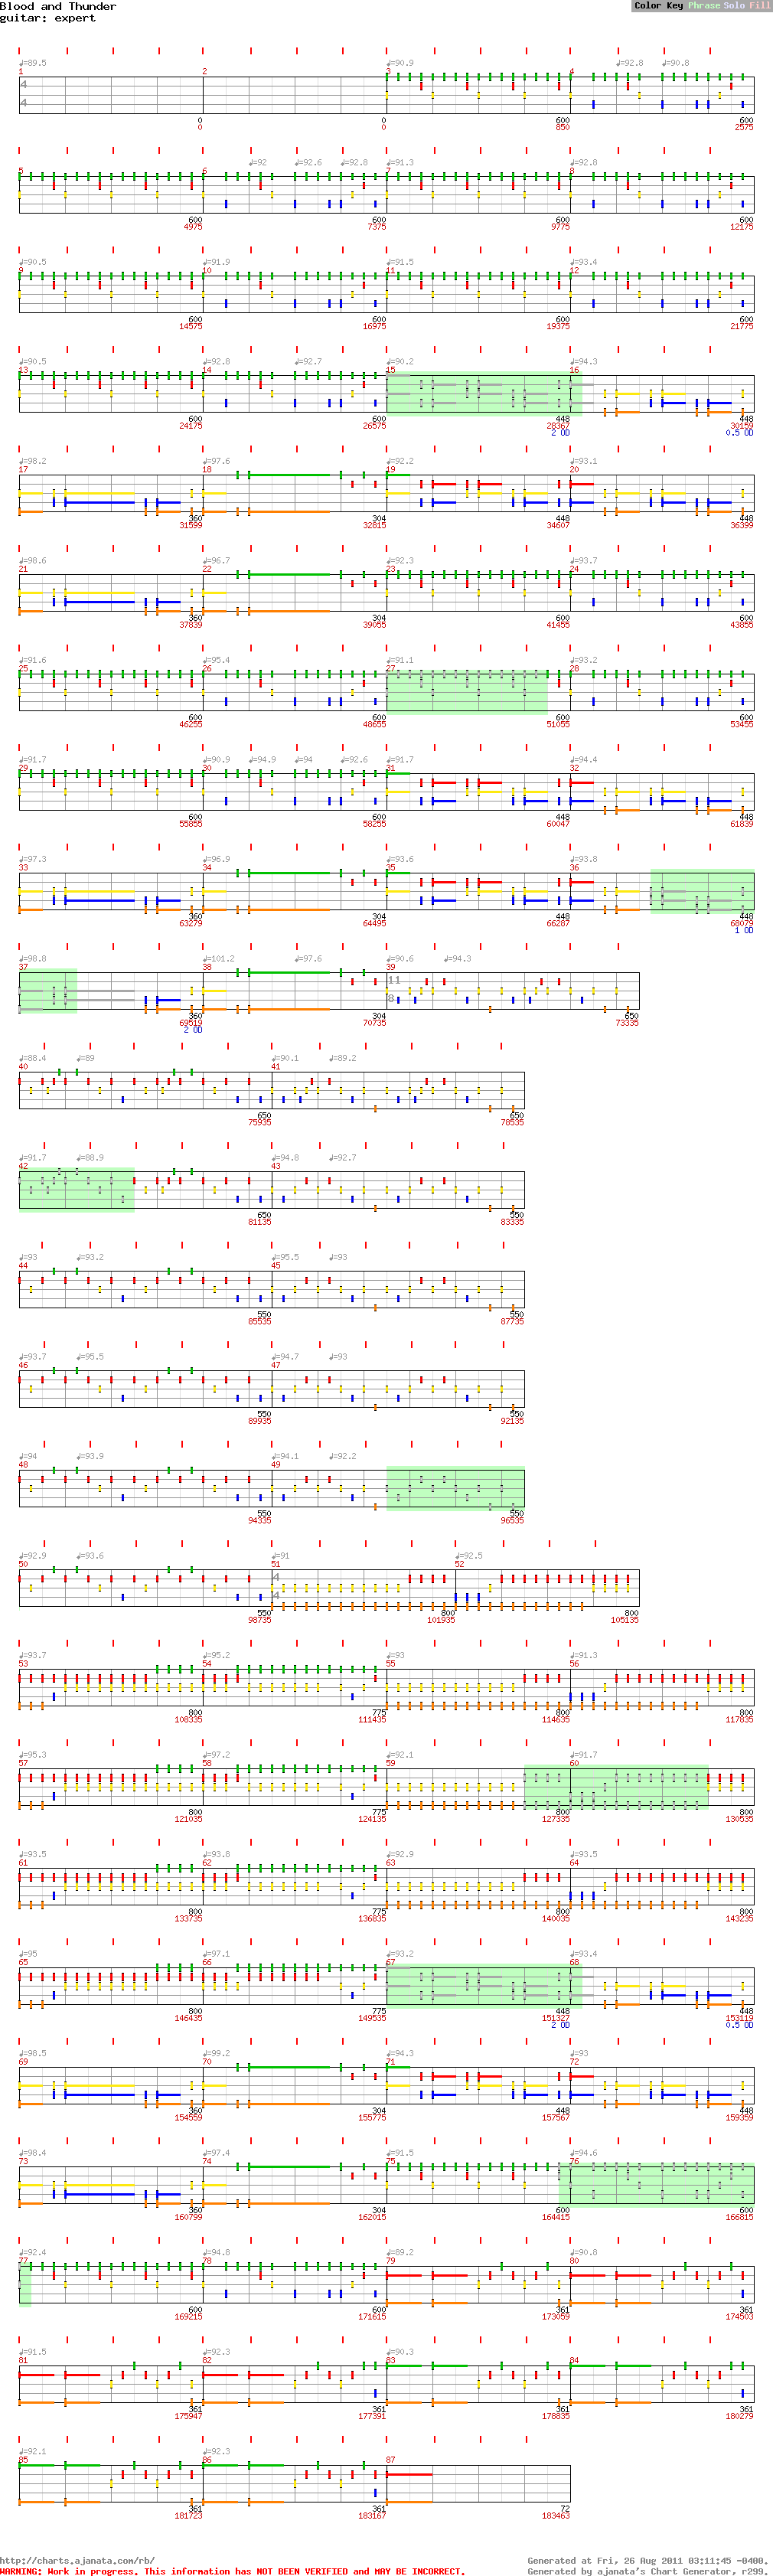 Blood and Thunder
Color Key Phrase Solo Fill
guitar: expert
♩=89.5 ♩=90.9 ♩=92.8 ♩=90.8
1 2 3 4
4
4
0 0 600 600
0 0 850 2575
♩=92 ♩=92.6 ♩=92.8 ♩=91.3 ♩=92.8
5 6 7 8
600 600 600 600
4975 7375 9775 12175
♩=90.5 ♩=91.9 ♩=91.5 ♩=93.4
9 10 11 12
600 600 600 600
14575 16975 19375 21775
♩=90.5 ♩=92.8 ♩=92.7 ♩=90.2 ♩=94.3
13 14 15 16
600 600 448 448
24175 26575 28367 30159
2 OD 0.5 OD
♩=98.2 ♩=97.6 ♩=92.2 ♩=93.1
17 18 19 20
360 304 448 448
31599 32815 34607 36399
♩=98.6 ♩=96.7 ♩=92.3 ♩=93.7
21 22 23 24
360 304 600 600
37839 39055 41455 43855
♩=91.6 ♩=95.4 ♩=91.1 ♩=93.2
25 26 27 28
600 600 600 600
46255 48655 51055 53455
♩=91.7 ♩=90.9 ♩=94.9 ♩=94 ♩=92.6 ♩=91.7 ♩=94.4
29 30 31 32
600 600 448 448
55855 58255 60047 61839
♩=97.3 ♩=96.9 ♩=93.6 ♩=93.8
33 34 35 36
360 304 448 448
63279 64495 66287 68079
1 OD
♩=98.8 ♩=101.2 ♩=97.6 ♩=90.6 ♩=94.3
37 38 39
11
8
360 304 650
69519 70735 73335
2 OD
♩=88.4 ♩=89 ♩=90.1 ♩=89.2
40 41
650 650
75935 78535
♩=91.7 ♩=88.9 ♩=94.8 ♩=92.7
42 43
650 550
81135 83335
♩=93 ♩=93.2 ♩=95.5 ♩=93
44 45
550 550
85535 87735
♩=93.7 ♩=95.5 ♩=94.7 ♩=93
46 47
550 550
89935 92135
♩=94 ♩=93.9 ♩=94.1 ♩=92.2
48 49
550 550
94335 96535
♩=92.9 ♩=93.6 ♩=91 ♩=92.5
50 51 52
4
4
550 800 800
98735 101935 105135
♩=93.7 ♩=95.2 ♩=93 ♩=91.3
53 54 55 56
800 775 800 800
108335 111435 114635 117835
♩=95.3 ♩=97.2 ♩=92.1 ♩=91.7
57 58 59 60
800 775 800 800
121035 124135 127335 130535
♩=93.5 ♩=93.8 ♩=92.9 ♩=93.5
61 62 63 64
800 775 800 800
133735 136835 140035 143235
♩=95 ♩=97.1 ♩=93.2 ♩=93.4
65 66 67 68
800 775 448 448
146435 149535 151327 153119
2 OD 0.5 OD
♩=98.5 ♩=99.2 ♩=94.3 ♩=93
69 70 71 72
360 304 448 448
154559 155775 157567 159359
♩=98.4 ♩=97.4 ♩=91.5 ♩=94.6
73 74 75 76
360 304 600 600
160799 162015 164415 166815
♩=92.4 ♩=94.8 ♩=89.2 ♩=90.8
77 78 79 80
600 600 361 361
169215 171615 173059 174503
♩=91.5 ♩=92.3 ♩=90.3
81 82 83 84
361 361 361 361
175947 177391 178835 180279
♩=92.1 ♩=92.3
85 86 87
361 361 72
181723 183167 183463
http://charts.ajanata.com/rb/
Generated at Fri, 26 Aug 2011 03:11:45 -0400.
WARNING: Work in progress. This information has NOT BEEN VERIFIED and MAY BE INCORRECT.
Generated by ajanata's Chart Generator, r299.